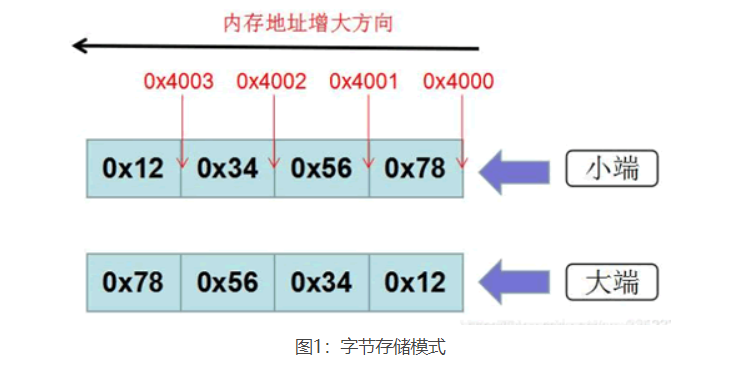 内存地址增大方向
0x4003 0x4002 0x4001 0x4000
0x12 0x34 0x56 0x78 小端
0x78 0x56 0x34 0x12 大端
图1：字节存储模式